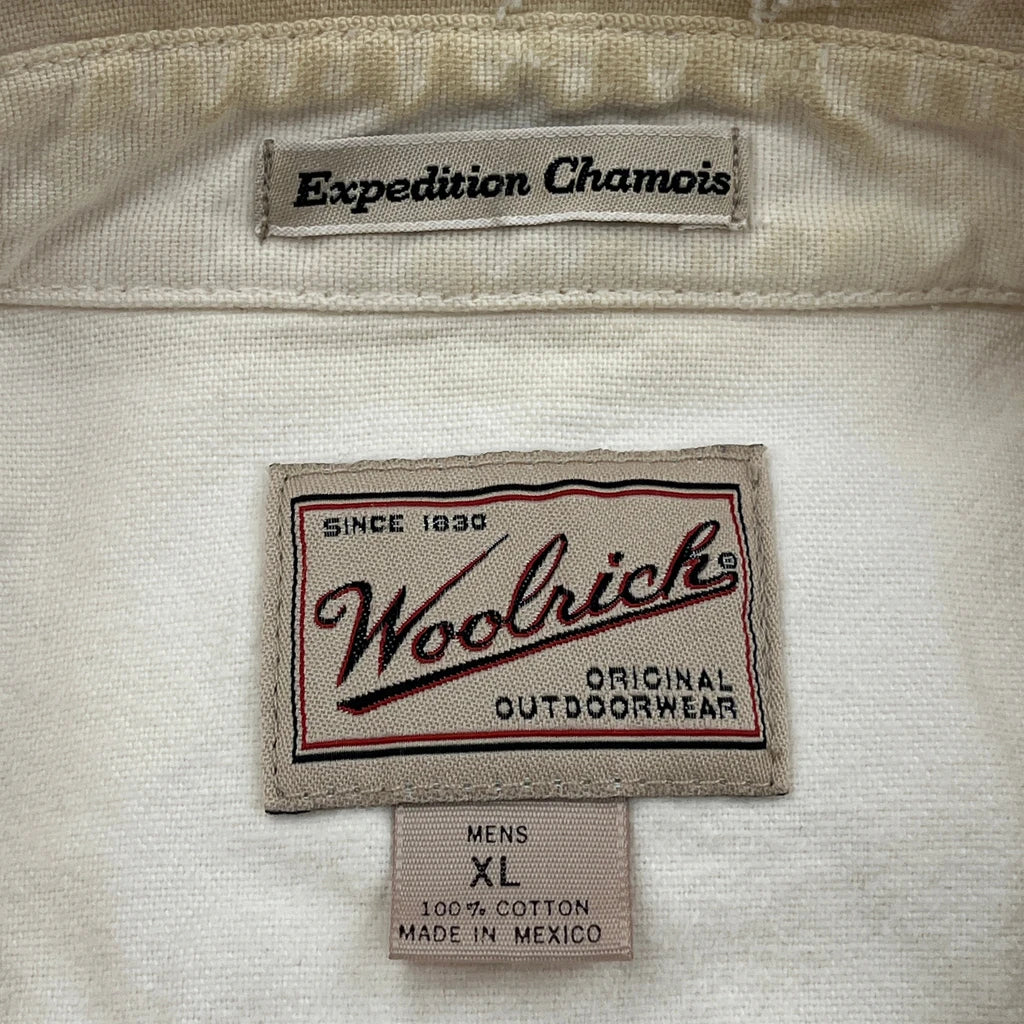 Expedition Chamois
SINCE 1830
Woolrich®
ORIGINAL
OUTDOORWEAR
MENS
XL
100% COTTON
MADE IN MEXICO